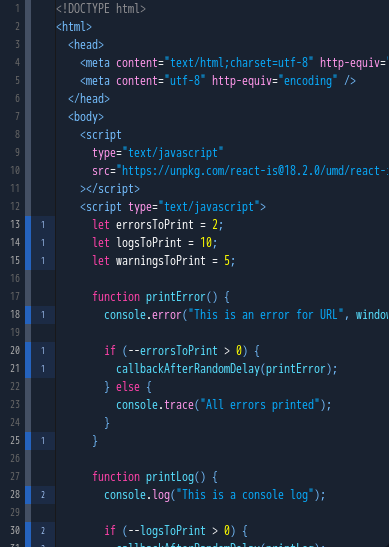 1 <!DOCTYPE html>
2 <html>
3 <head>
4 <meta content="text/html;charset=utf-8" http-equiv=
5 <meta content="utf-8" http-equiv="encoding" />
6 </head>
7 <body>
8 <script
9 type="text/javascript"
10 src="https://unpkg.com/react-is@18.2.0/umd/react-
11 ></script>
12 <script type="text/javascript">
13 1 let errorsToPrint = 2;
14 1 let logsToPrint = 10;
15 1 let warningsToPrint = 5;
16
17 function printError() {
18 1 console.error("This is an error for URL", window
19
20 1 if (--errorsToPrint > 0) {
21 1 callbackAfterRandomDelay(printError);
22 } else {
23 console.trace("All errors printed");
24 }
25 1 }
26
27 function printLog() {
28 2 console.log("This is a console log");
29
30 2 if (--logsToPrint > 0) {